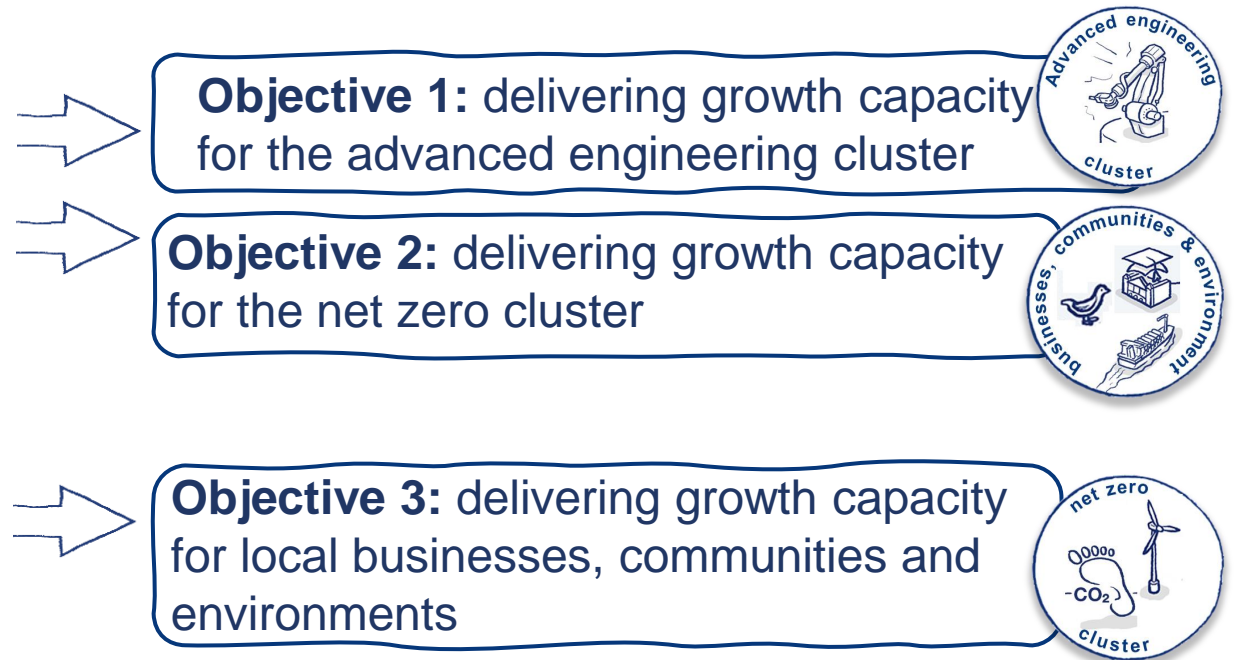 Objective 1: delivering growth capacity
for the advanced engineering cluster
Advanced engineering
cluster
Objective 2: delivering growth capacity
for the net zero cluster
businesses, communities & environment
Objective 3: delivering growth capacity
for local businesses, communities and
environments
net zero
CO2
cluster